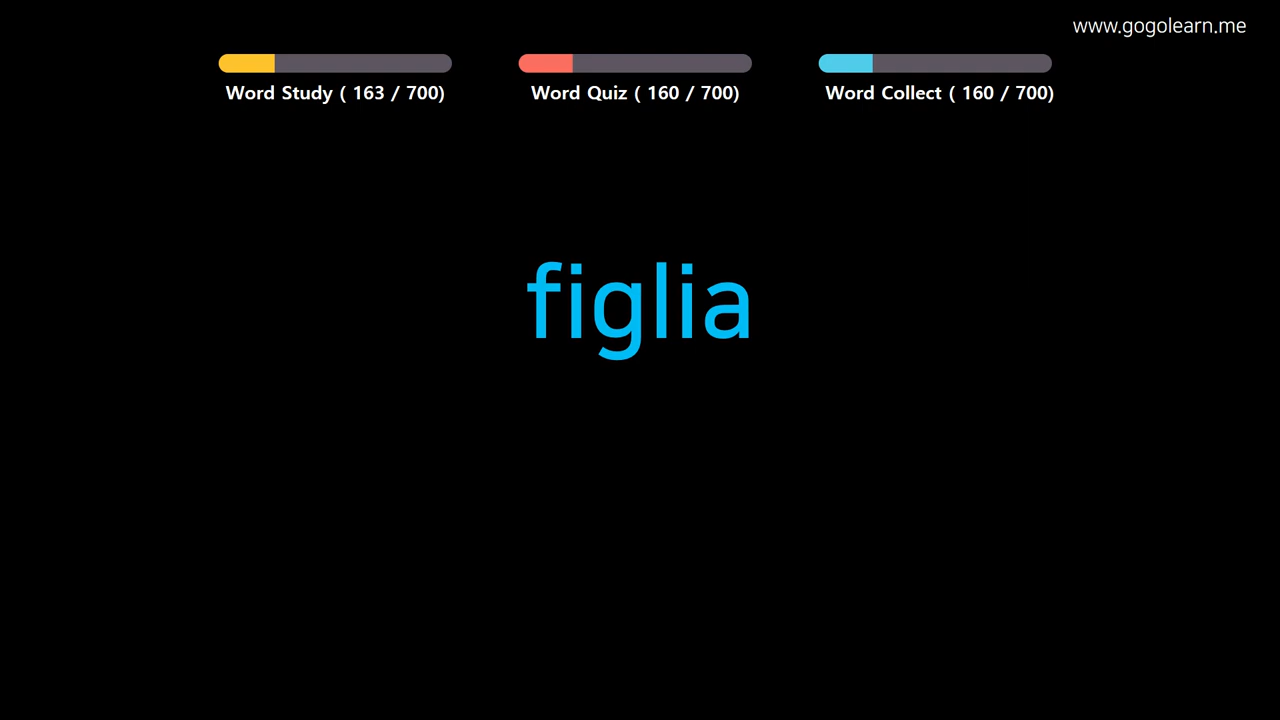 www.gogolearn.me
Word Study ( 163 / 700)
Word Quiz ( 160 / 700)
Word Collect ( 160 / 700)
figlia